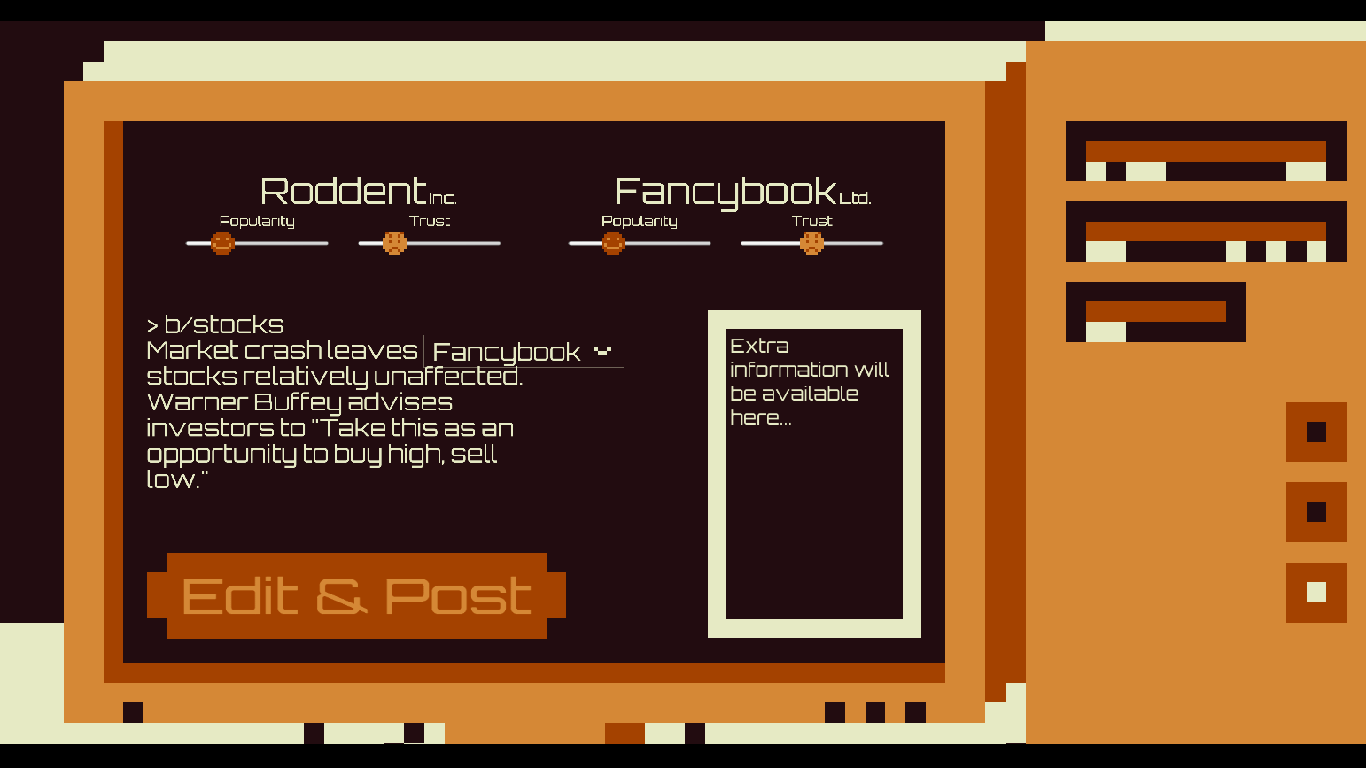 Roddent Inc. Fancybook Ltd.
Popularity Trust Popularity Trust
> b/stocks
Market crash leaves Fancybook
stocks relatively unaffected.
Warner Buffey advises
investors to "Take this as an
opportunity to buy high, sell
low."
Extra
information will
be available
here...
Edit & Post